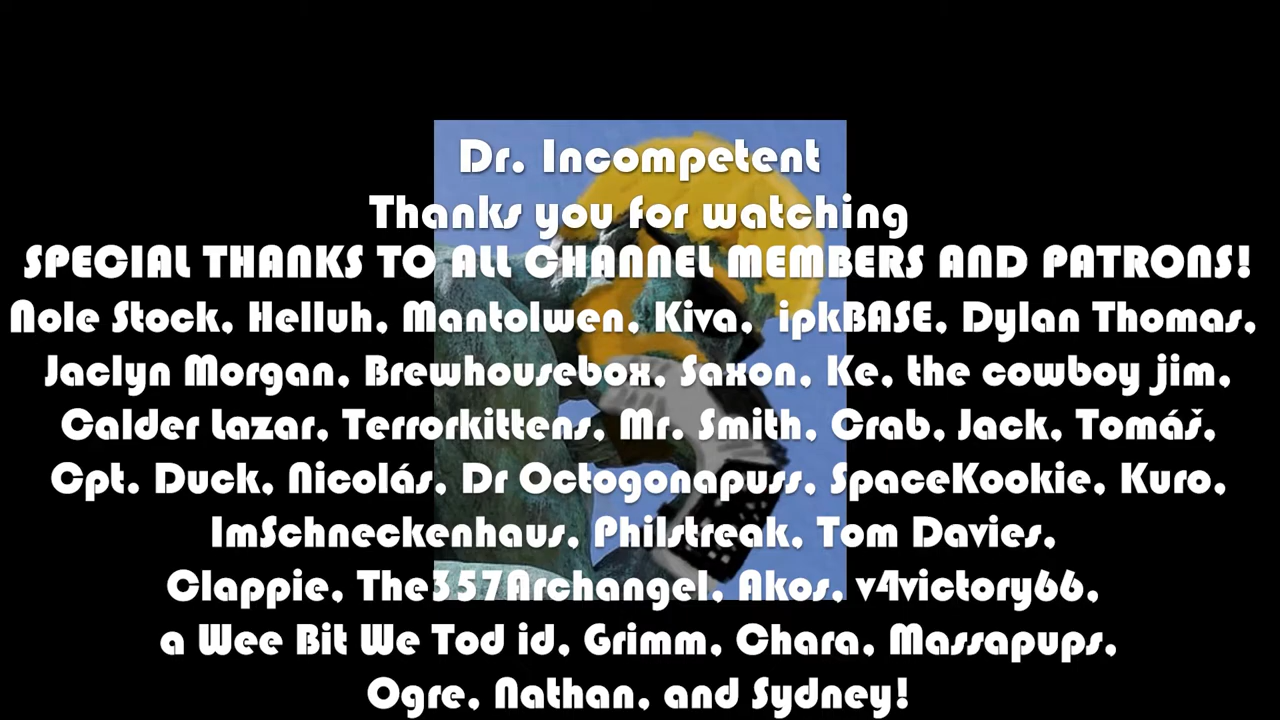 Dr. Incompetent
Thanks you for watching
SPECIAL THANKS TO ALL CHANNEL MEMBERS AND PATRONS!
Nole Stock, Helluh, Mantolwen, Kiva, ipkBASE, Dylan Thomas,
Jaclyn Morgan, Brewhousebox, Saxon, Ke, the cowboy jim,
Calder Lazar, Terrorkittens, Mr. Smith, Crab, Jack, Tomáš,
Cpt. Duck, Nicolás, Dr Octogonapuss, SpaceKookie, Kuro,
ImSchneckenhaus, Philstreak, Tom Davies,
Clappie, The357Archangel, Akos, v4victory66,
a Wee Bit We Tod id, Grimm, Chara, Massapups,
Ogre, Nathan, and Sydney!